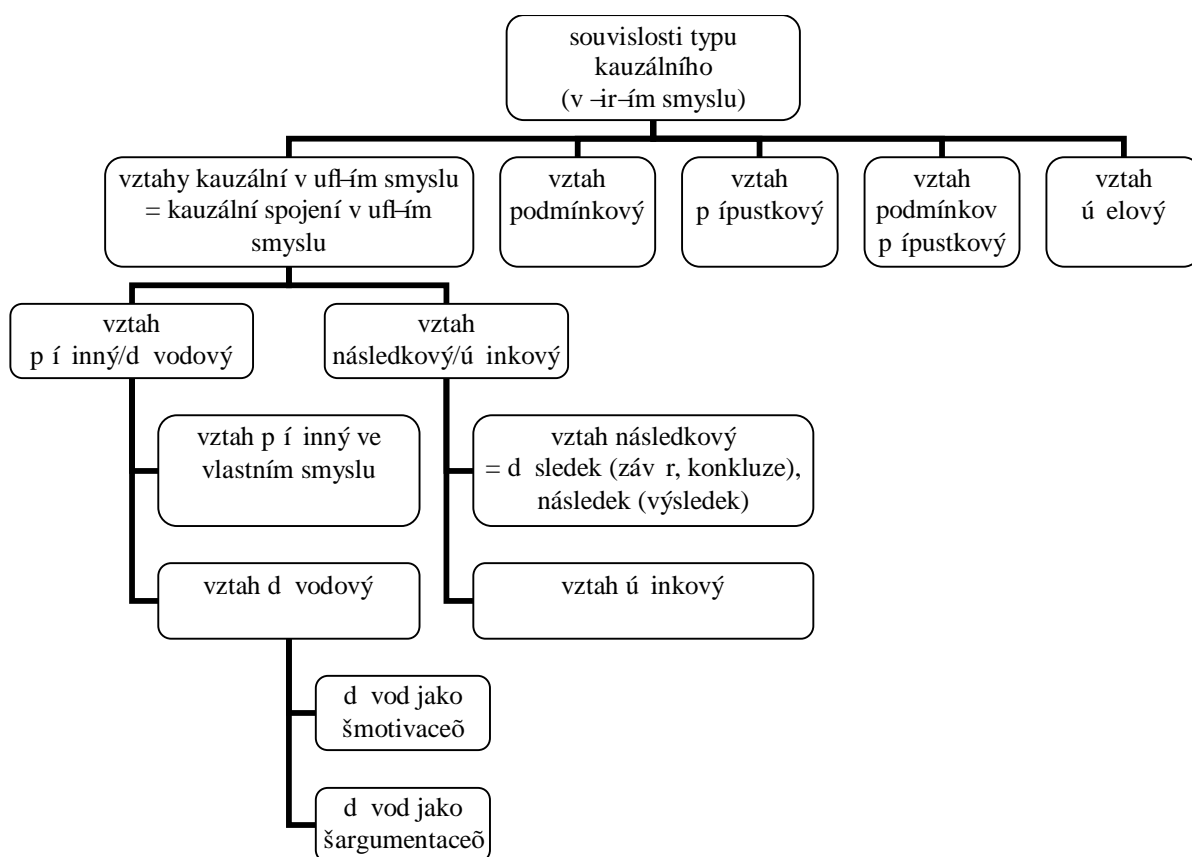 souvislosti typu
kauzálního
(v –ir–ím smyslu)
vztahy kauzální v ufl–ím smyslu
= kauzální spojení v ufl–ím
smyslu
vztah
podmínkový
vztah
p ípustkový
vztah
podmínkov
p ípustkový
vztah
ú elový
vztah
p í inný/d vodový
vztah
následkový/ú inkový
vztah p í inný ve
vlastním smyslu
vztah následkový
= d sledek (záv r, konkluze),
následek (výsledek)
vztah d vodový
vztah ú inkový
d vod jako
šmotivaceõ
d vod jako
šargumentaceõ